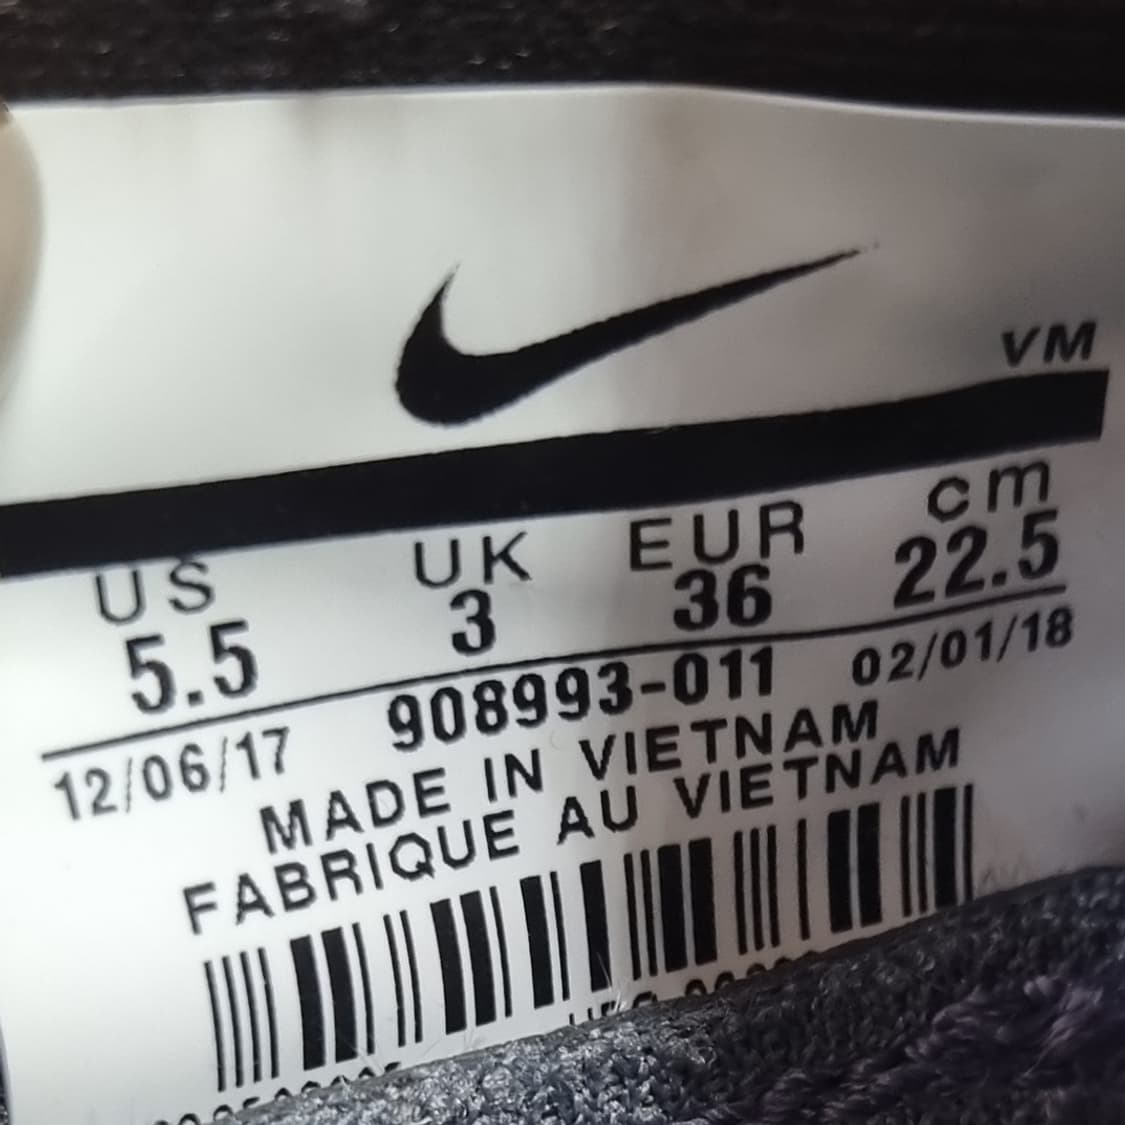 VM
US UK EUR cm
5.5 3 36 22.5
12/06/17 908993-011 02/01/18
MADE IN VIETNAM
FABRIQUE AU VIETNAM